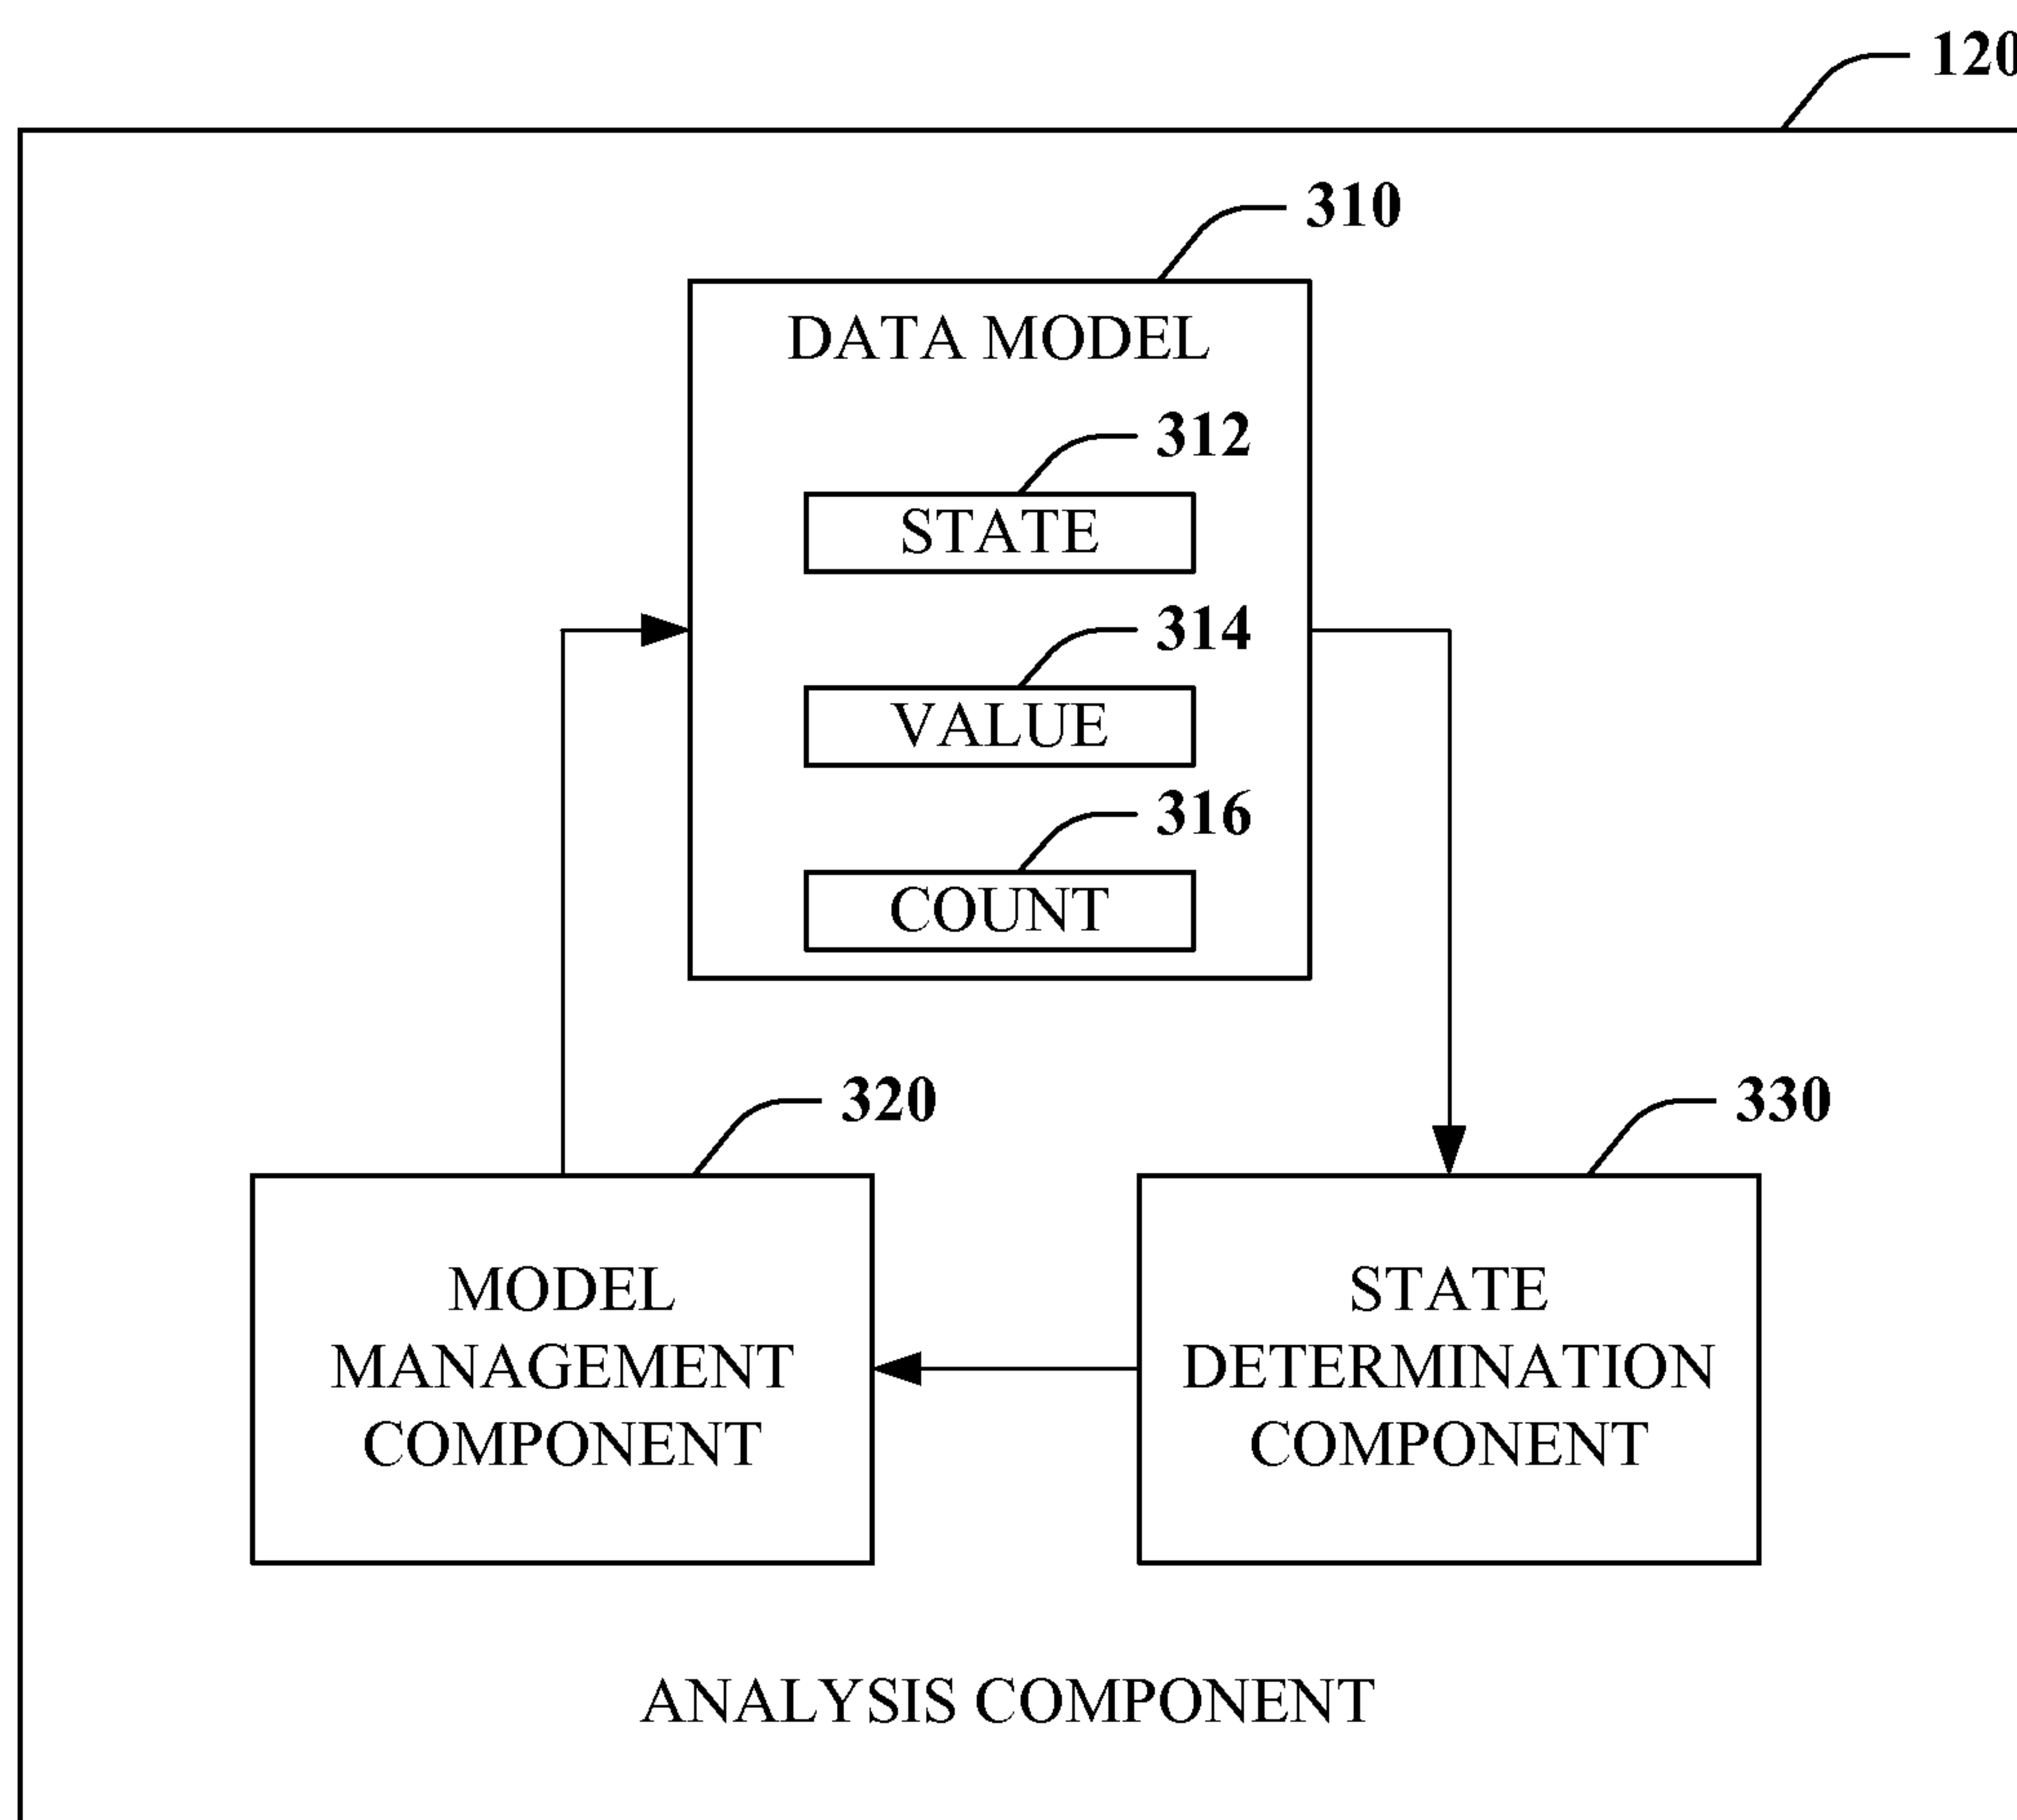 120
310
DATA MODEL
312
STATE
314
VALUE
316
COUNT
320
330
MODEL
MANAGEMENT
COMPONENT
STATE
DETERMINATION
COMPONENT
ANALYSIS COMPONENT